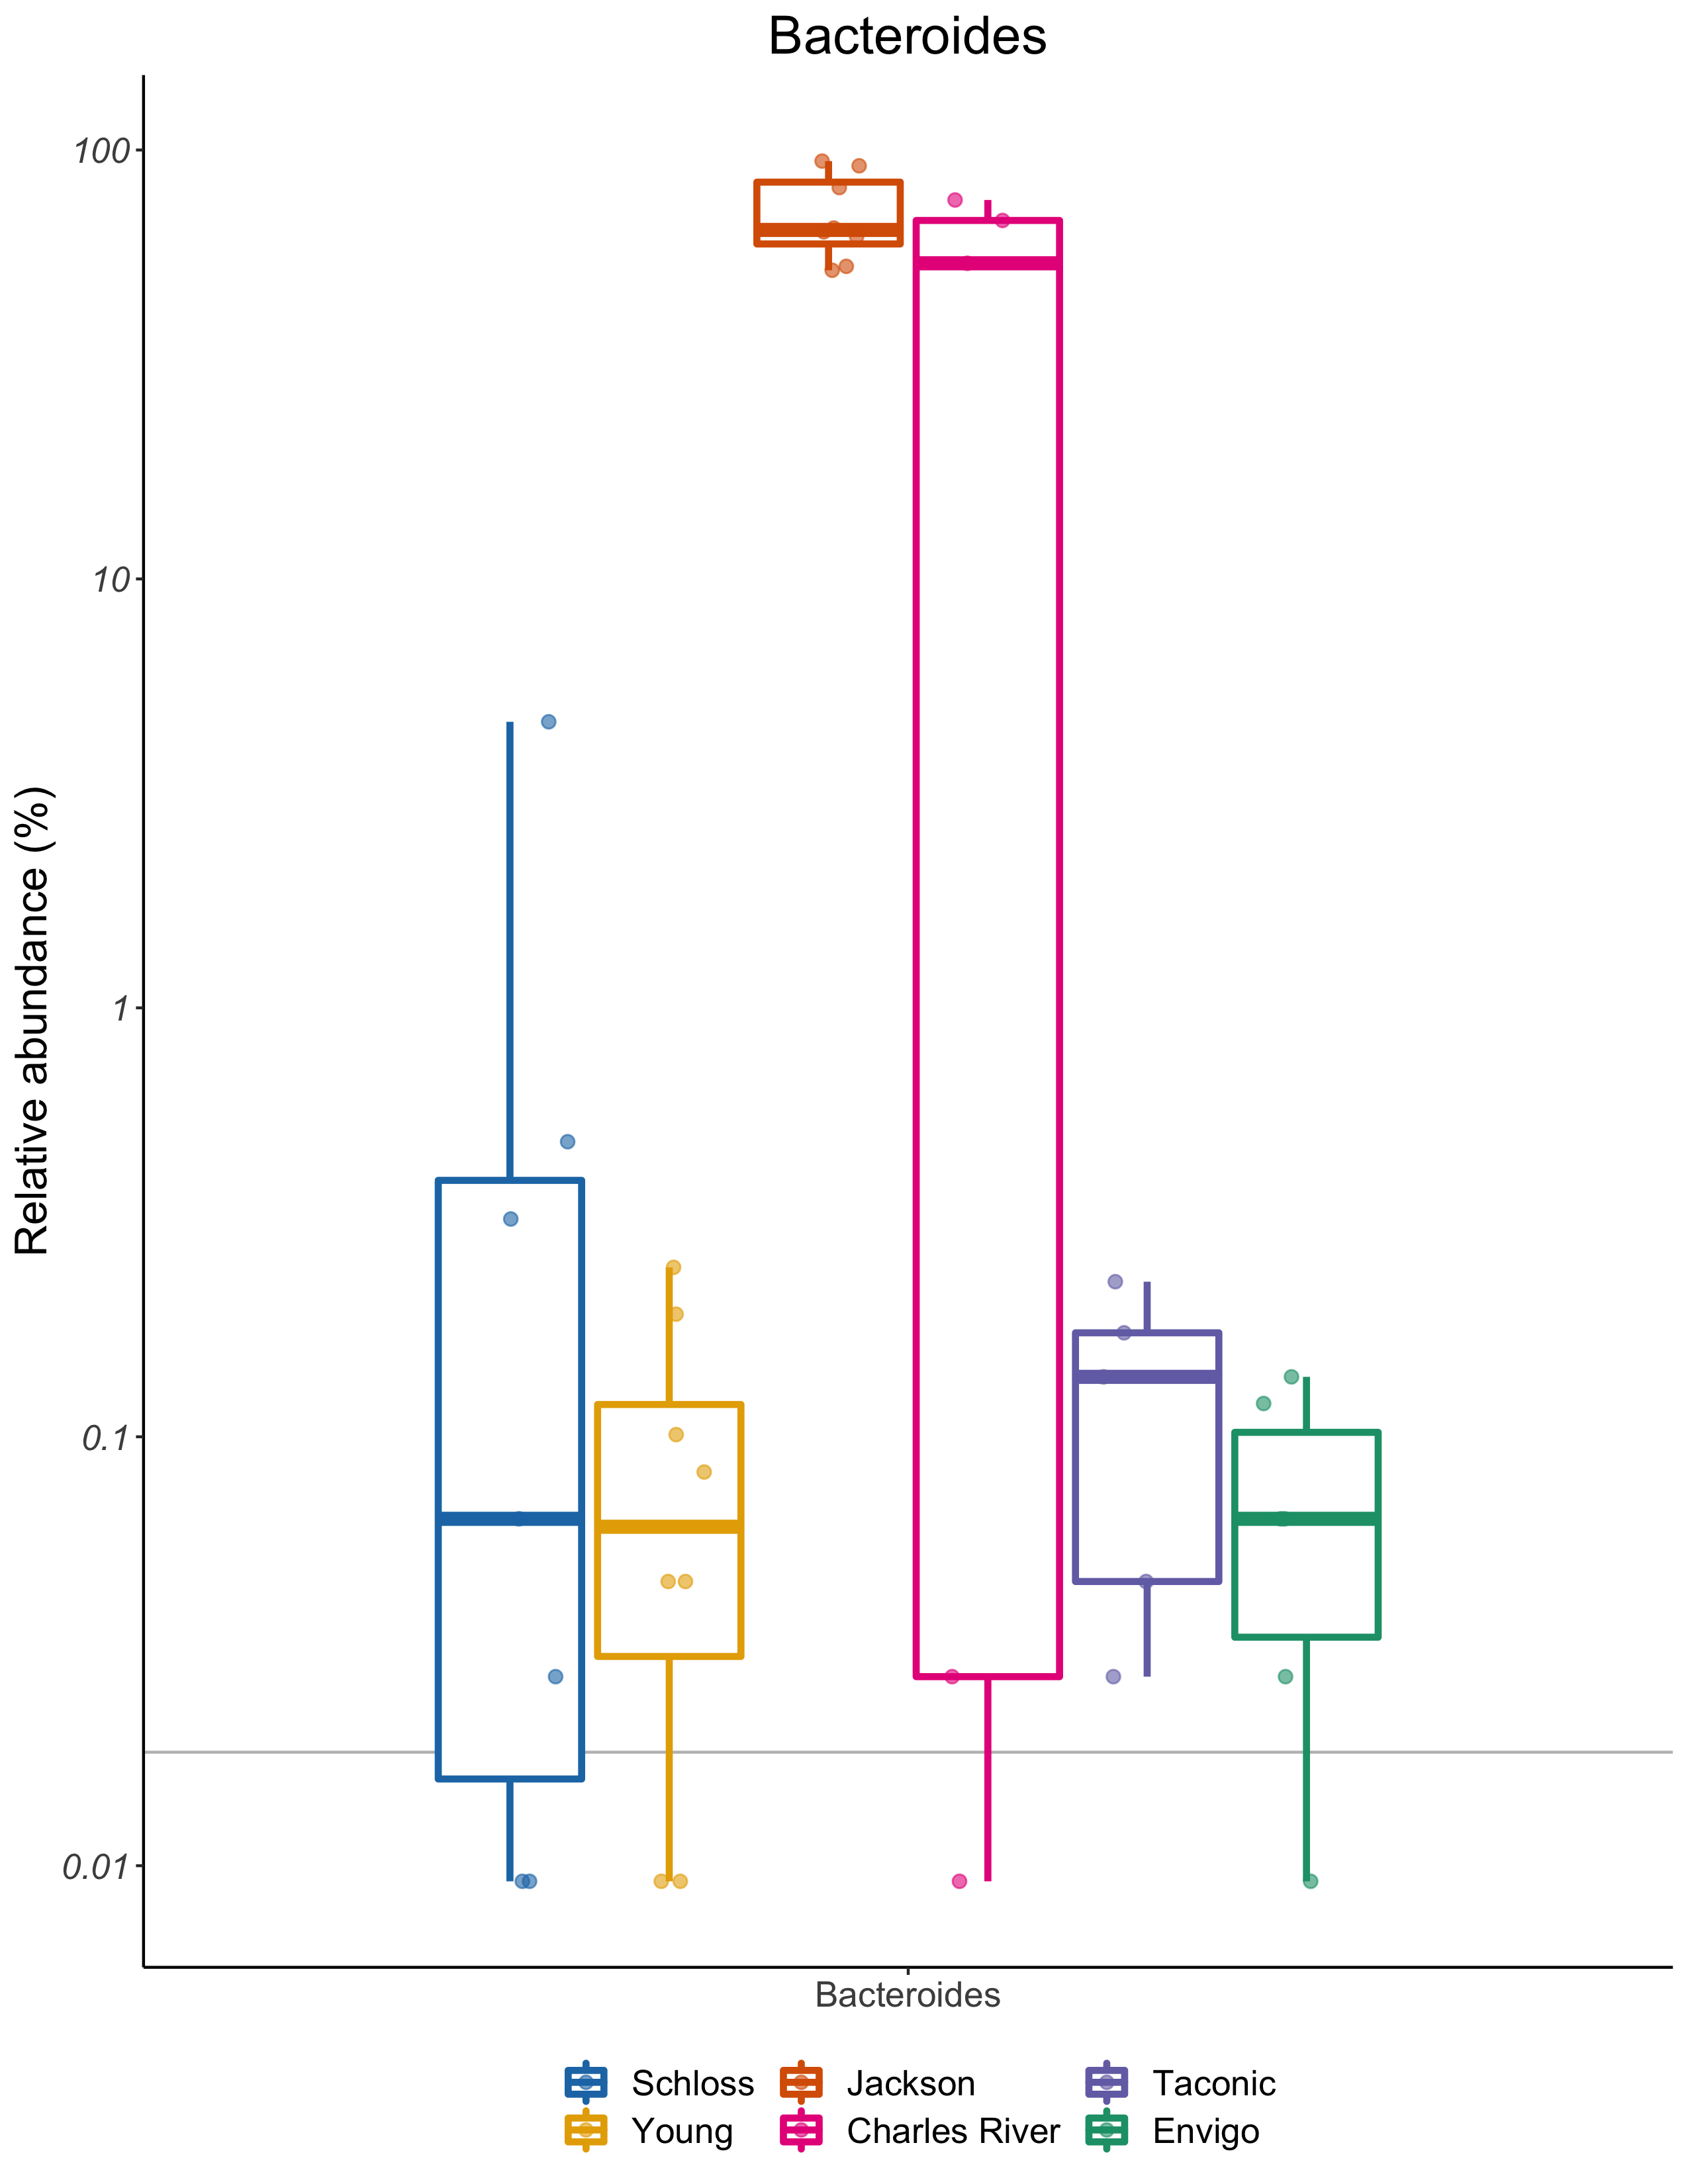 Bacteroides
Relative abundance (%)
100
10
1
0.1
0.01
Bacteroides
Schloss
Jackson
Taconic
Young
Charles River
Envigo